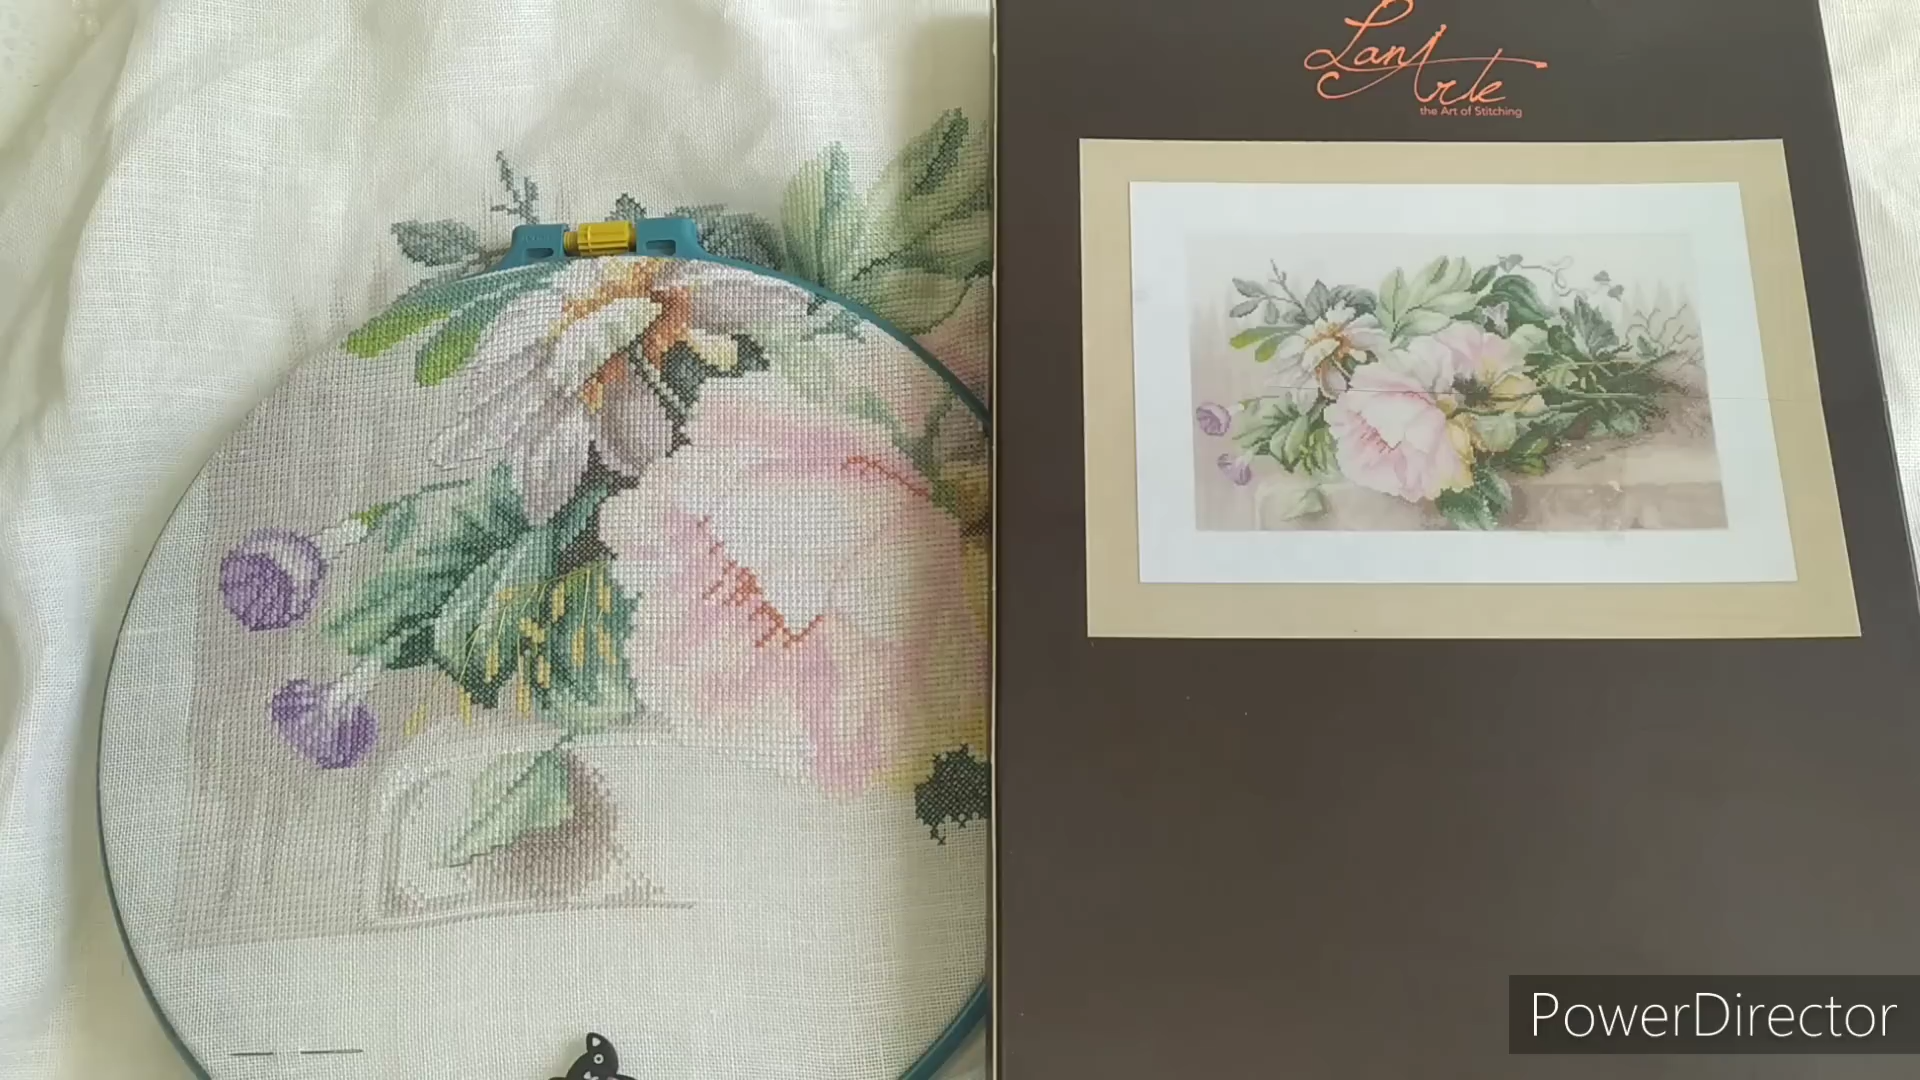 LanArte
the Art of Stitching
PowerDirector